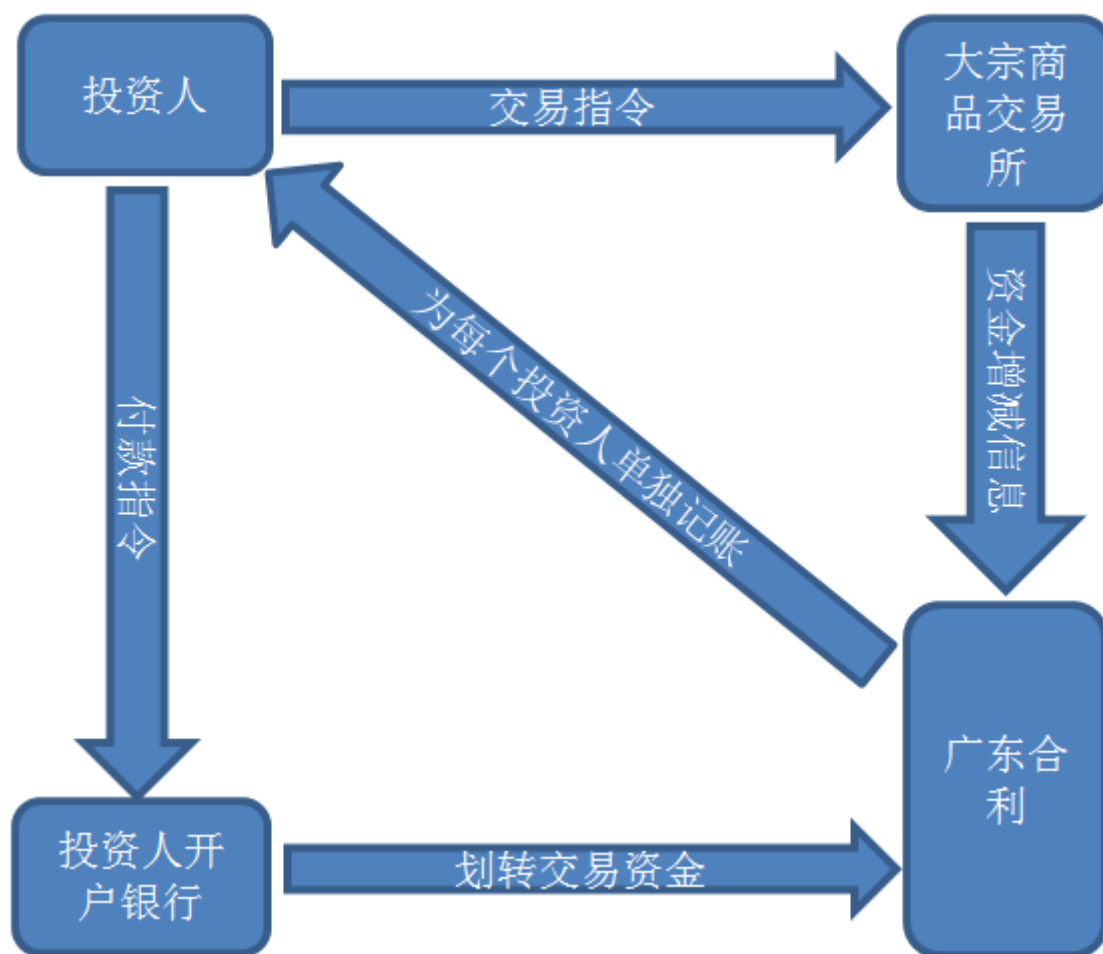 投资人
交易指令
大宗商
品交易
所
资金增减信息
为每个投资人单独记账
付款指令
广东合
利
投资人开
户银行
划转交易资金